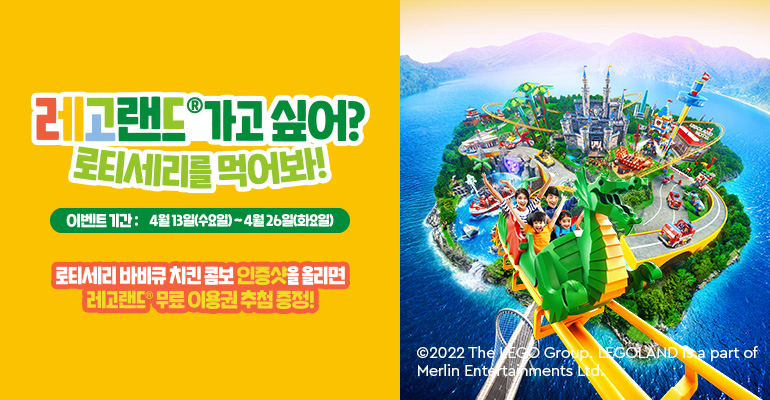 레고랜드® 가고 싶어?
로티세리를 먹어봐!
이벤트 기간 : 4월 13일(수요일) ~ 4월 26일(화요일)
로티세리 바비큐 치킨 콤보 인증샷을 올리면
레고랜드® 무료 이용권 추첨 증정!
©2022 The LEGO Group. LEGOLAND is a part of
Merlin Entertainments Ltd.